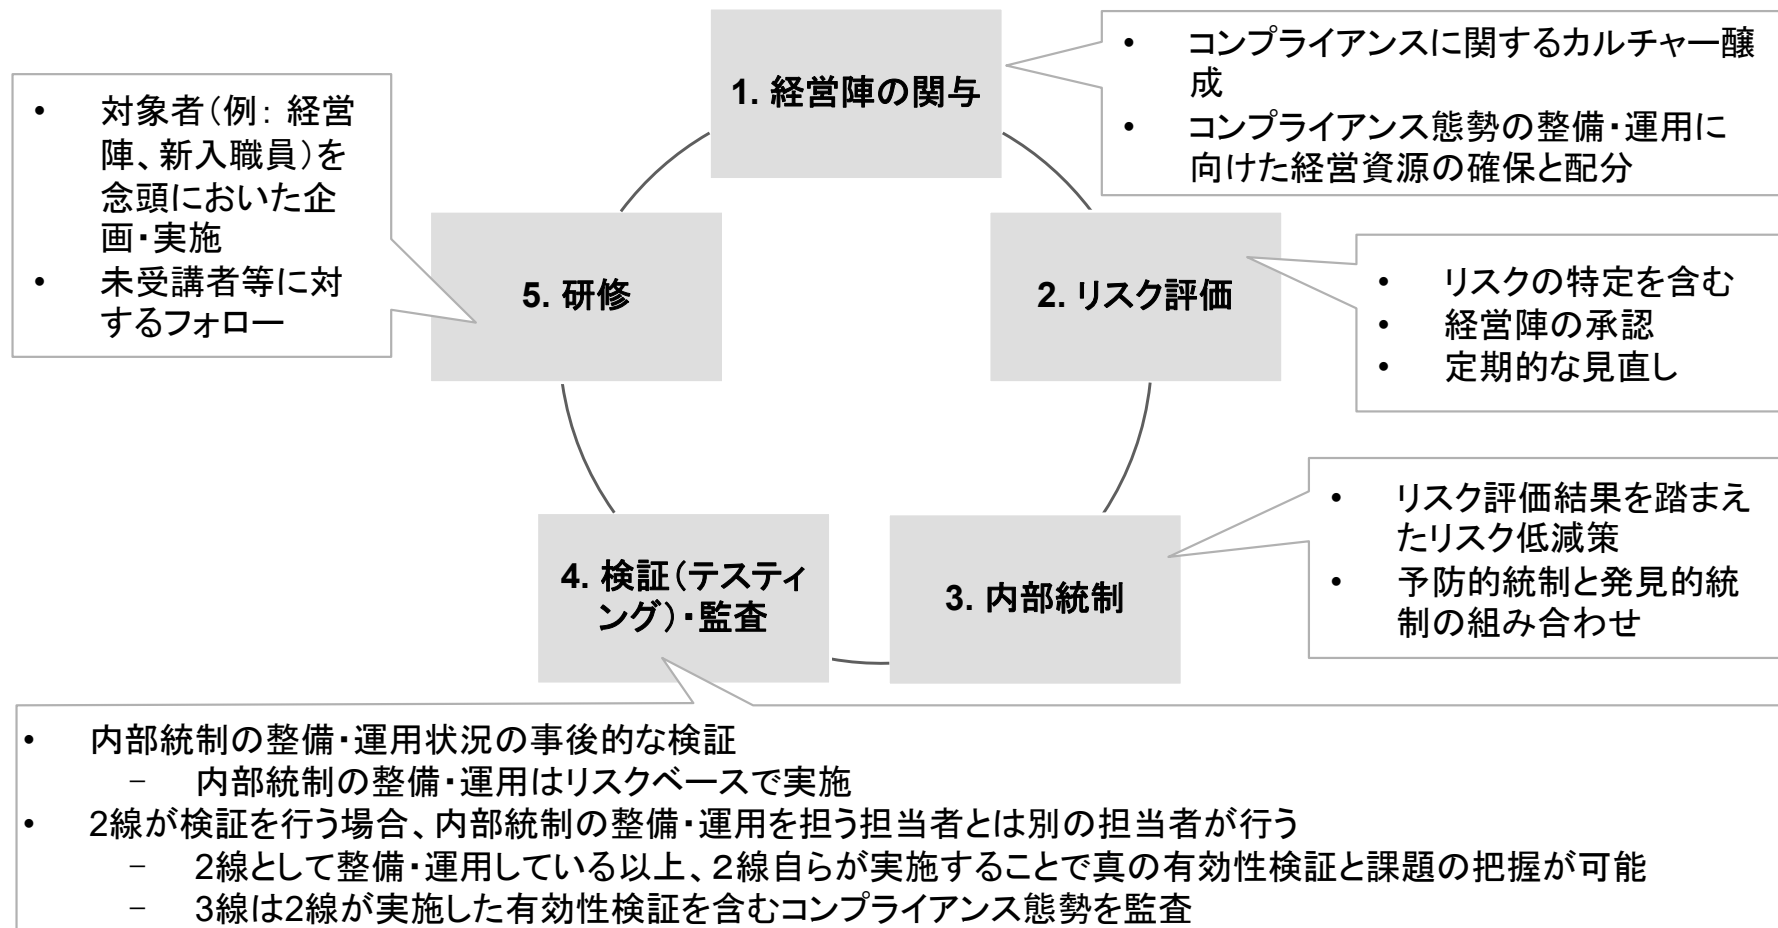 1. 経営陣の関与
• コンプライアンスに関するカルチャー醸
成
• コンプライアンス態勢の整備・運用に
向けた経営資源の確保と配分
2. リスク評価
• リスクの特定を含む
• 経営陣の承認
• 定期的な見直し
3. 内部統制
• リスク評価結果を踏まえ
たリスク低減策
• 予防的統制と発見的統
制の組み合わせ
4. 検証（テスティ
ング）・監査
• 内部統制の整備・運用状況の事後的な検証
− 内部統制の整備・運用はリスクベースで実施
• 2線が検証を行う場合、内部統制の整備・運用を担う担当者とは別の担当者が行う
− 2線として整備・運用している以上、２線自らが実施することで真の有効性検証と課題の把握が可能
− 3線は2線が実施した有効性検証を含むコンプライアンス態勢を監査
5. 研修
• 対象者（例： 経営
陣、新入職員）を
念頭においた企
画・実施
• 未受講者等に対
するフォロー